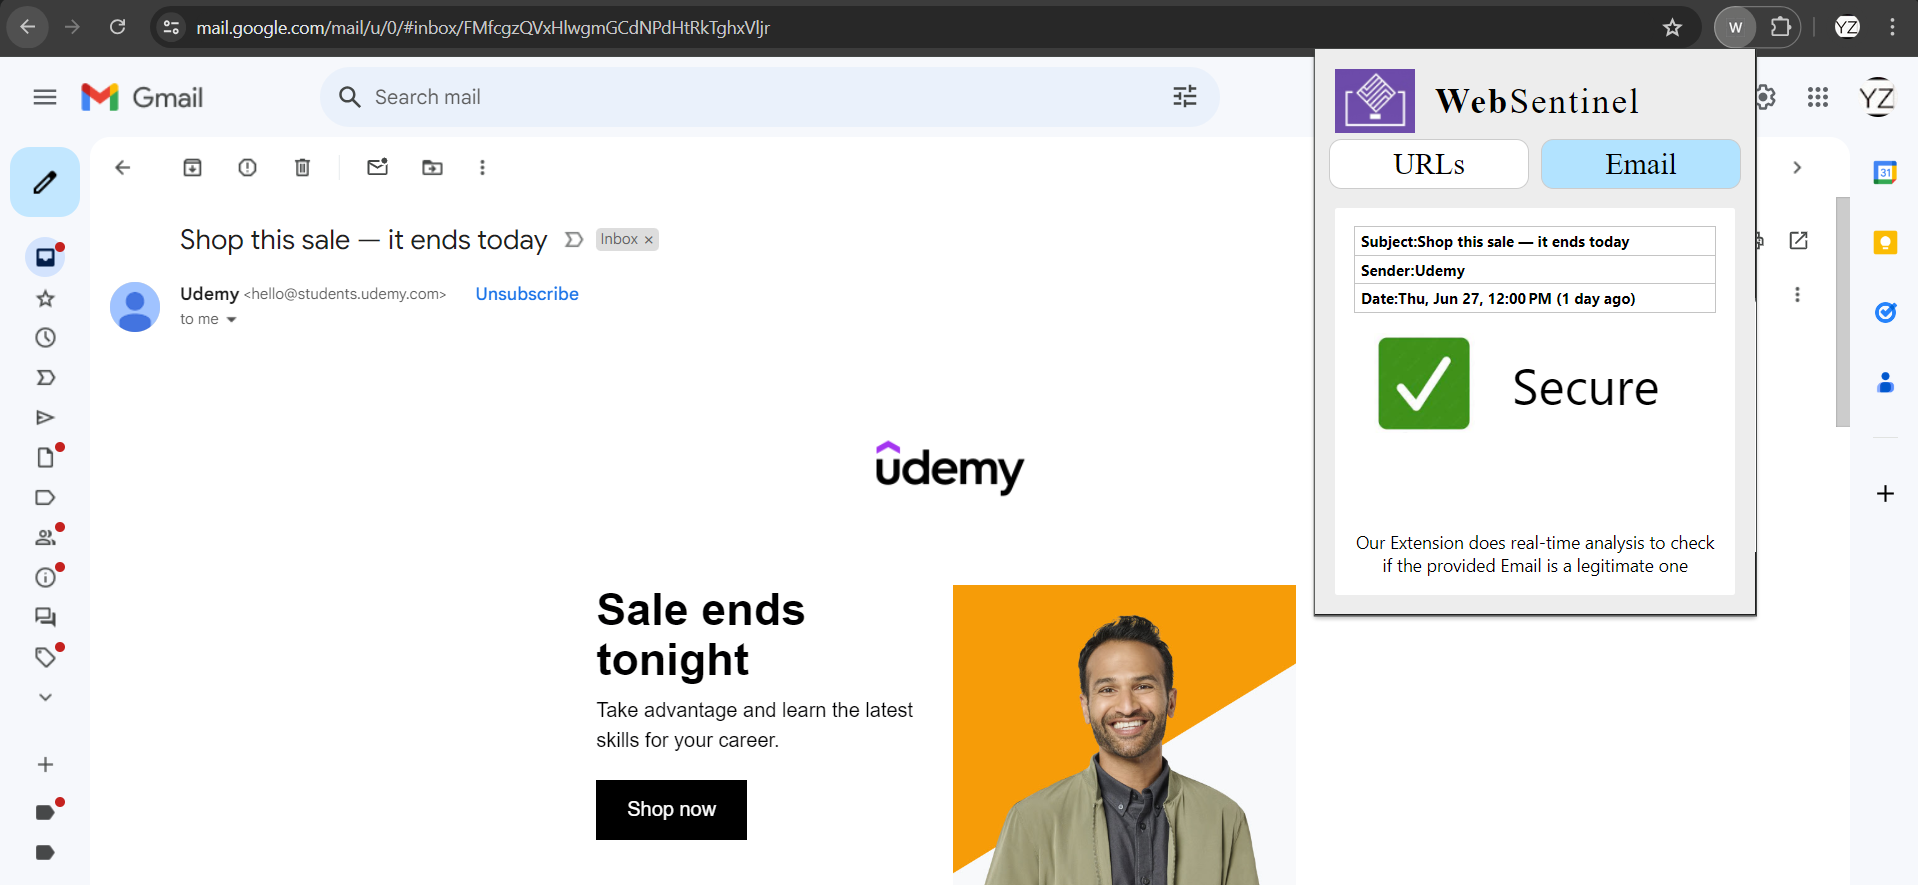 mail.google.com/mail/u/0/#inbox/FMfcgzQVxHlwgmGCdNPdHtRkTghxVljr
W
YZ
Gmail
Search mail
YZ
WebSentinel
URLs
Email
Subject:Shop this sale — it ends today
Sender:Udemy
Date:Thu, Jun 27, 12:00 PM (1 day ago)
Secure
Our Extension does real-time analysis to check
if the provided Email is a legitimate one
31
Shop this sale — it ends today
Inbox ×
Udemy <hello@students.udemy.com> Unsubscribe
to me
udemy
Sale ends
tonight
Take advantage and learn the latest
skills for your career.
Shop now